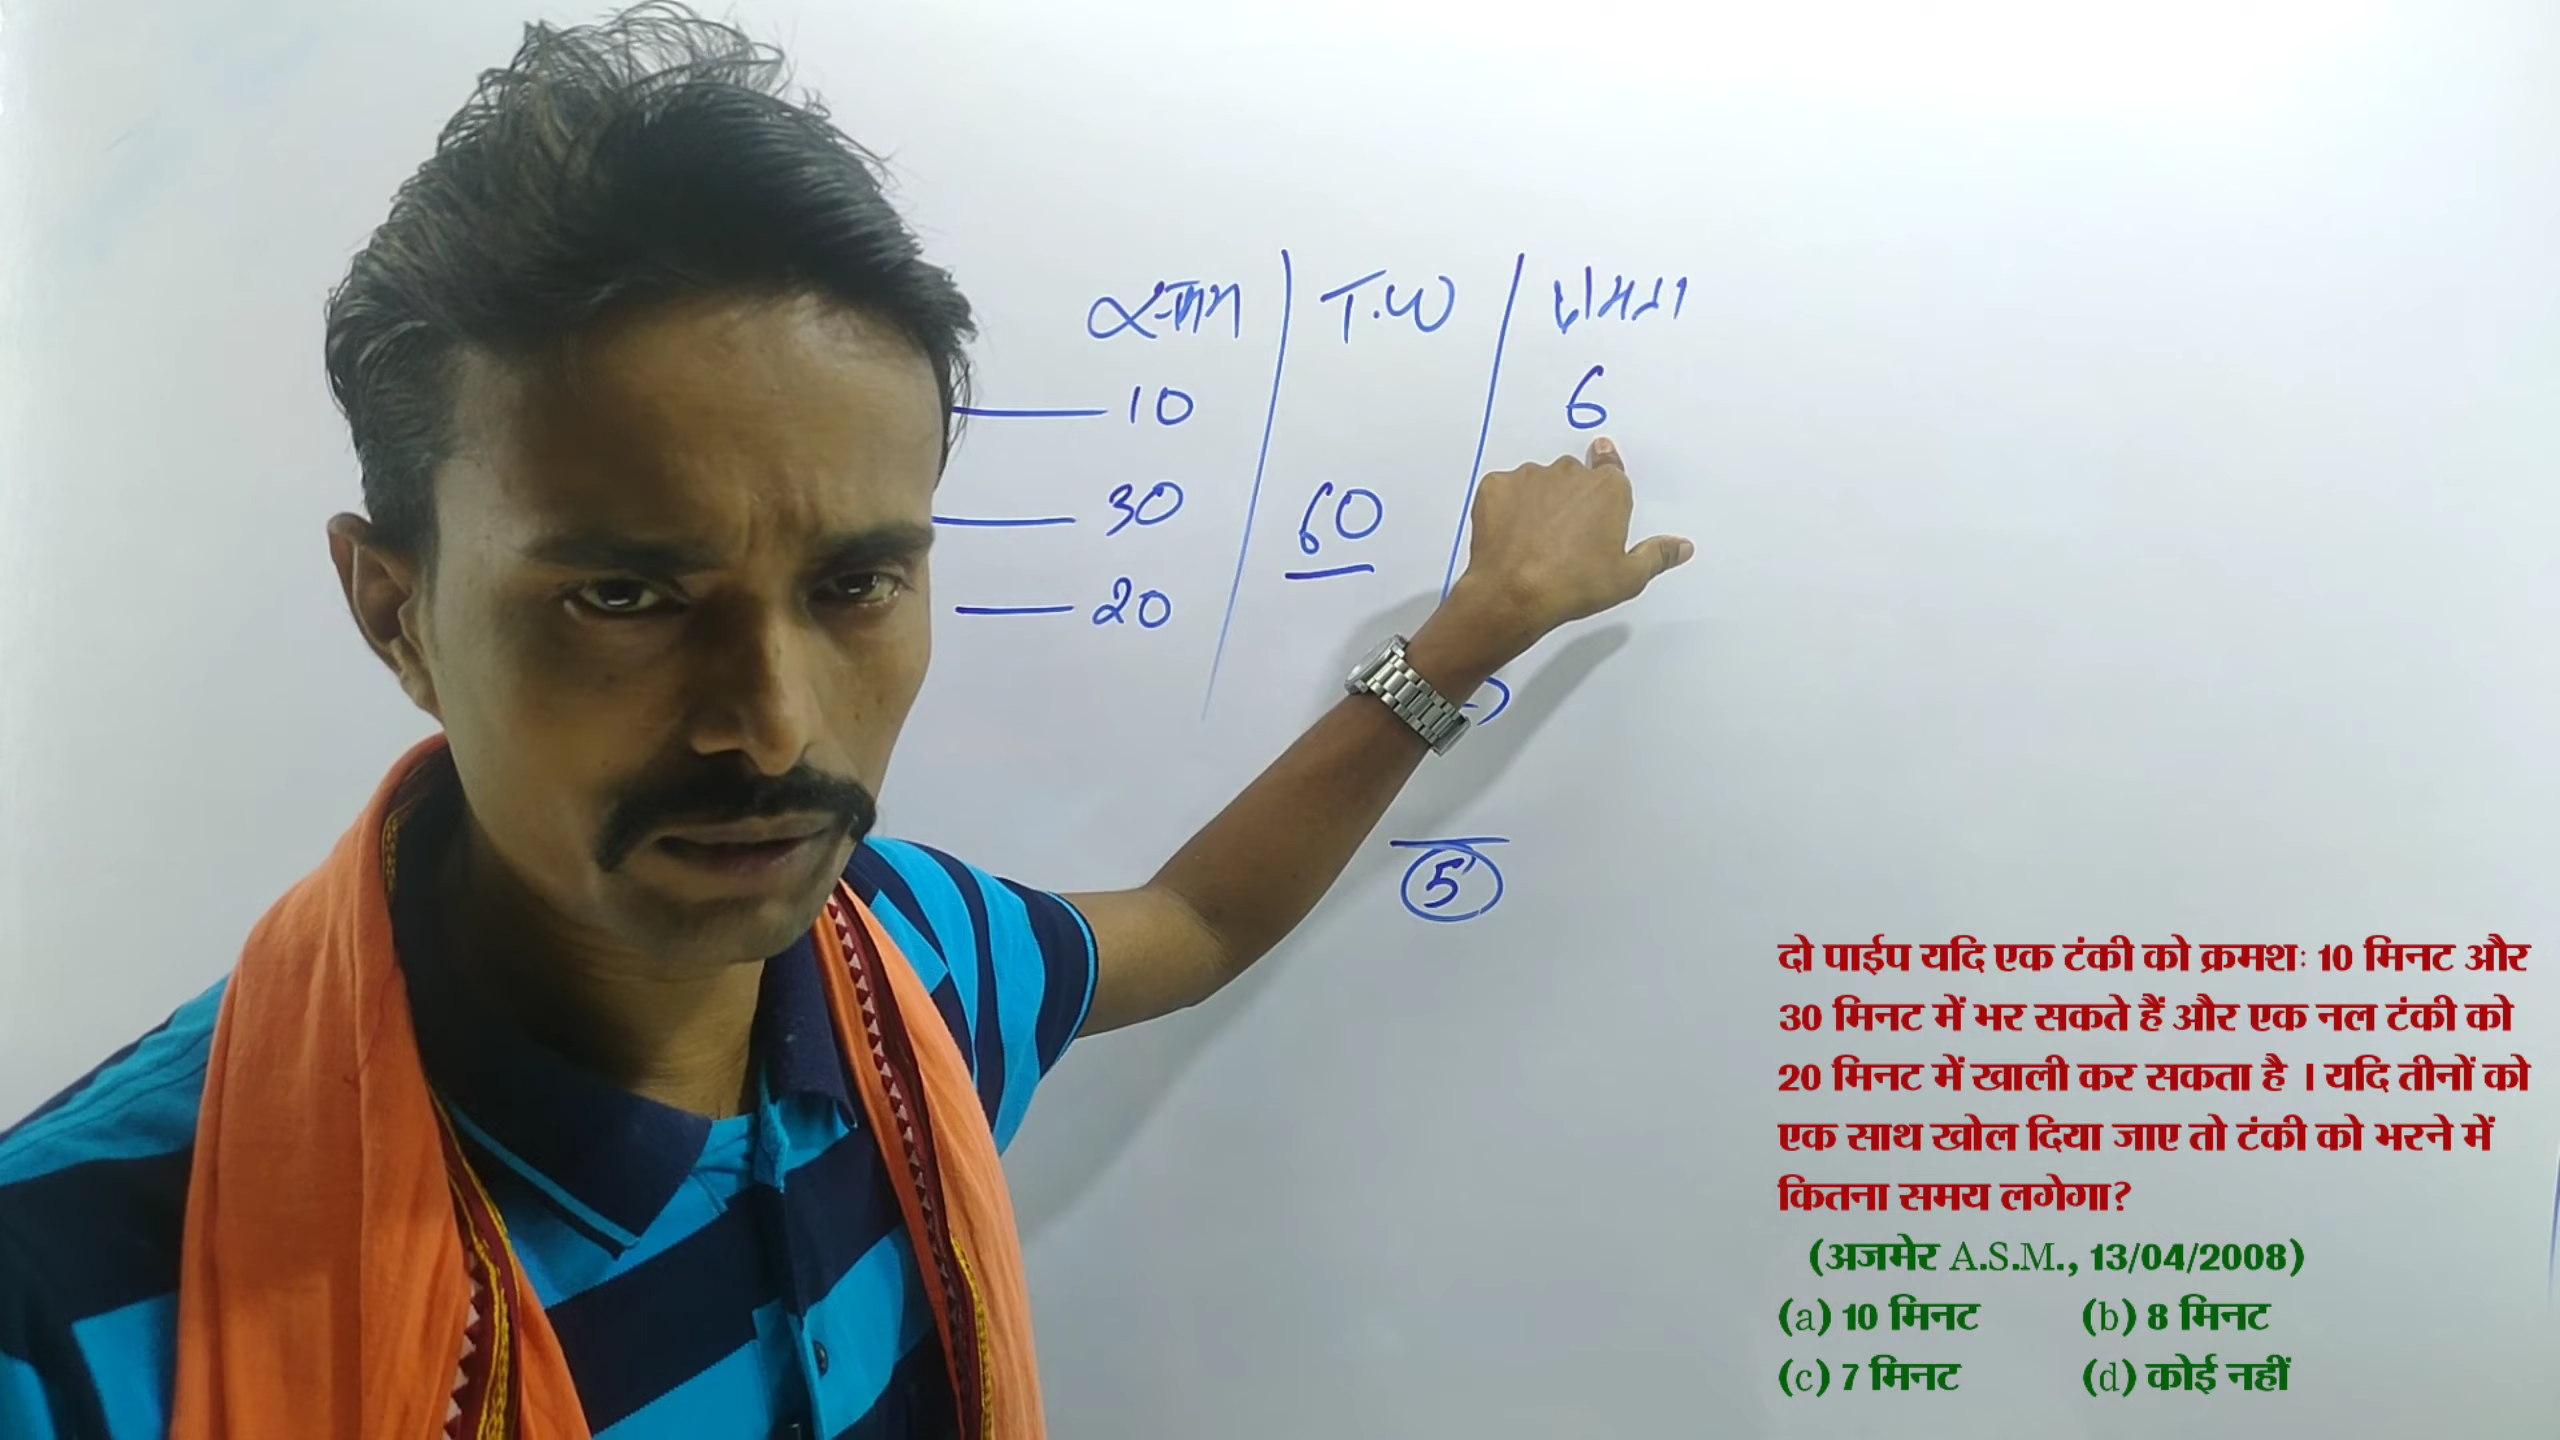 T.W
क्षमता
10
6
30
60
20
5
दो पाईप यदि एक टंकी को क्रमशः 10 मिनट और
30 मिनट में भर सकते हैं और एक नल टंकी को
20 मिनट में खाली कर सकता है । यदि तीनों को
एक साथ खोल दिया जाए तो टंकी को भरने में
कितना समय लगेगा?
(अजमेर A.S.M., 13/04/2008)
(a) 10 मिनट (b) 8 मिनट
(c) 7 मिनट (d) कोई नहीं